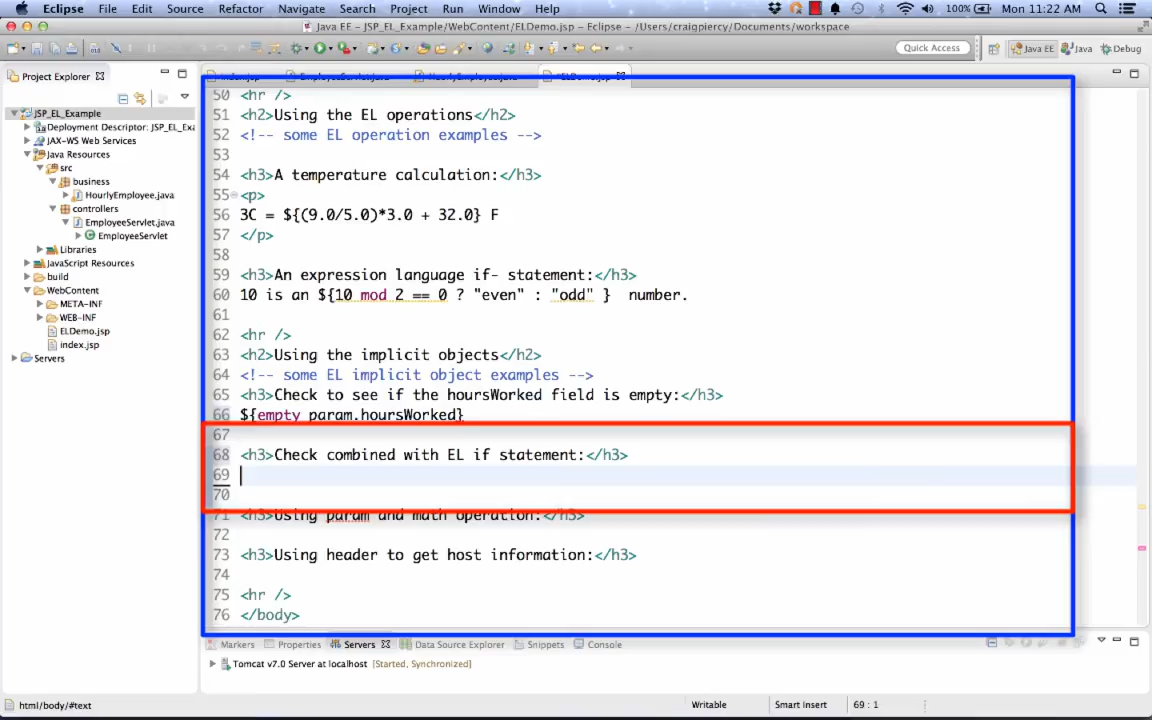 Eclipse File Edit Source Refactor Navigate Search Project Run Window Help 100% Mon 11:22 AM
Java EE - JSP_EL_Example/WebContent/ELDemo.jsp - Eclipse - /Users/craigpiercy/Documents/workspace
Quick Access Java EE Java Debug
Project Explorer
JSP_EL_Example
Deployment Descriptor: JSP_EL_Exa
JAX-WS Web Services
Java Resources
src
business
HourlyEmployee.java
controllers
EmployeeServlet.java
EmployeeServlet
Libraries
JavaScript Resources
build
WebContent
META-INF
WEB-INF
ELDemo.jsp
index.jsp
Servers
50 <hr />
51 <h2>Using the EL operations</h2>
52 <!-- some EL operation examples -->
53
54 <h3>A temperature calculation:</h3>
55 <p>
56 3C = ${(9.0/5.0)*3.0 + 32.0} F
57 </p>
58
59 <h3>An expression language if- statement:</h3>
60 10 is an ${10 mod 2 == 0 ? "even" : "odd" }  number.
61
62 <hr />
63 <h2>Using the implicit objects</h2>
64 <!-- some EL implicit object examples -->
65 <h3>Check to see if the hoursWorked field is empty:</h3>
66 ${empty param.hoursWorked}
67
68 <h3>Check combined with EL if statement:</h3>
69
70
71 <h3>Using param and math operation:</h3>
72
73 <h3>Using header to get host information:</h3>
74
75 <hr />
76 </body>
Markers Properties Servers Data Source Explorer Snippets Console
Tomcat v7.0 Server at localhost [Started, Synchronized]
html/body/#text Writable Smart Insert 69 : 1